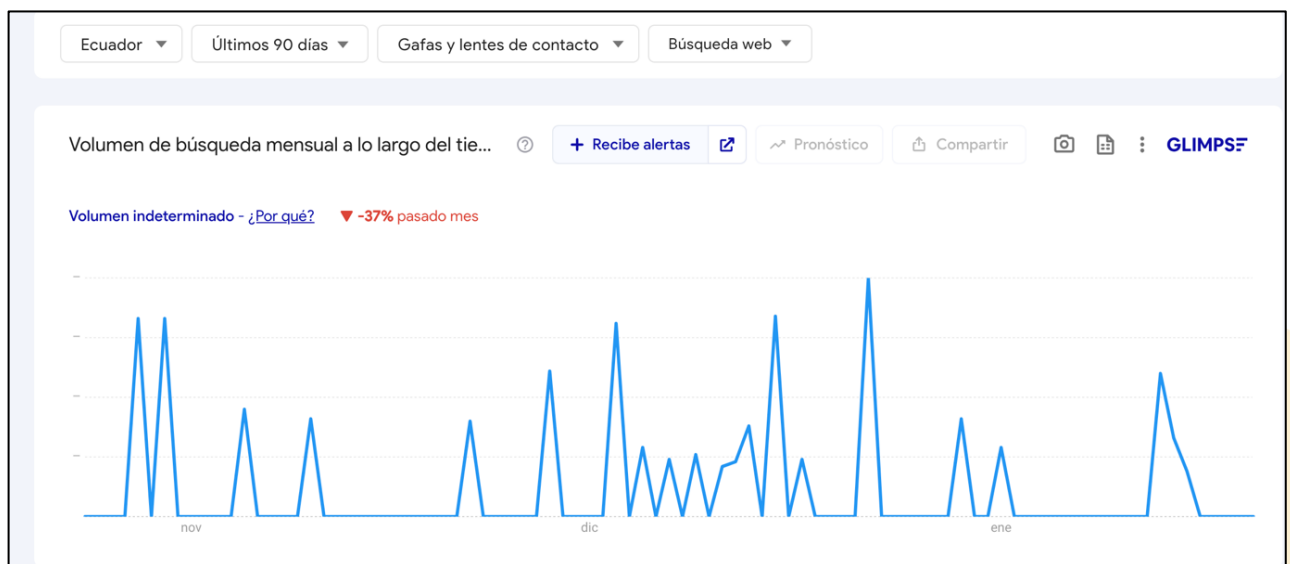 Ecuador Últimos 90 días Gafas y lentes de contacto Búsqueda web
Volumen de búsqueda mensual a lo largo del tie... + Recibe alertas Pronóstico Compartir GLIMPSE
Volumen indeterminado - ¿Por qué? -37% pasado mes
nov dic ene